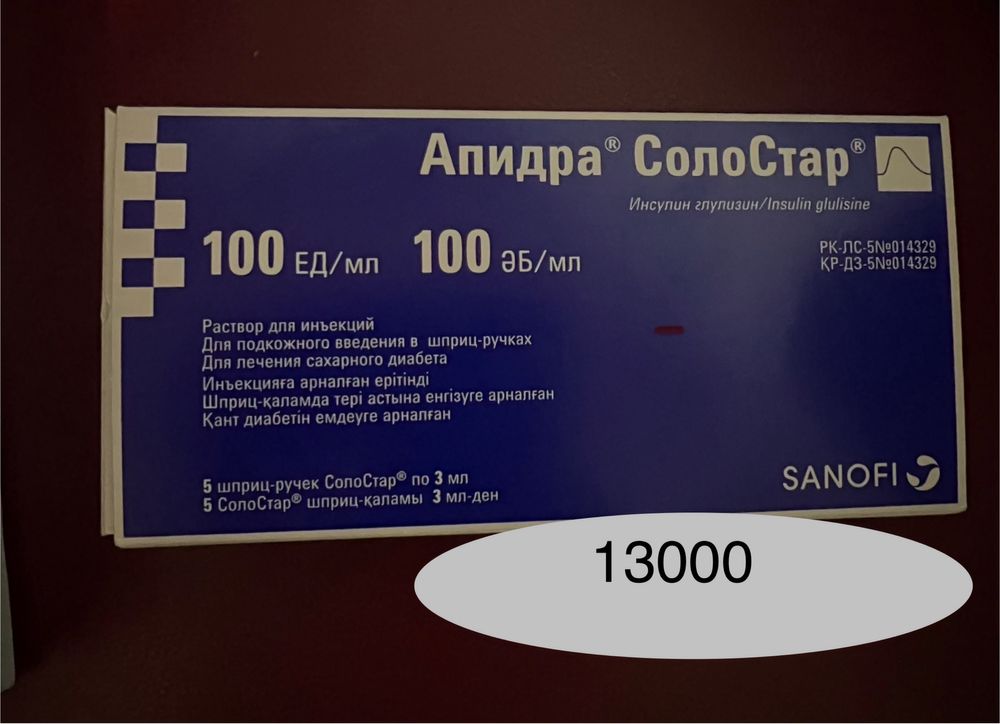 Апидра® СолоСтар®
Инсулин глулизин/Insulin glulisine
100 ЕД/мл 100 ӘБ/мл
РК-ЛС-5№014329
ҚР-ДЗ-5№014329
Раствор для инъекций
Для подкожного введения в шприц-ручках
Для лечения сахарного диабета
Инъекцияға арналған ерітінді
Шприц-қаламда тері астына енгізуге арналған
Қант диабетін емдеуге арналған
5 шприц-ручек СолоСтар® по 3 мл
5 СолоСтар® шприц-қаламы 3 мл-ден
SANOFI
13000